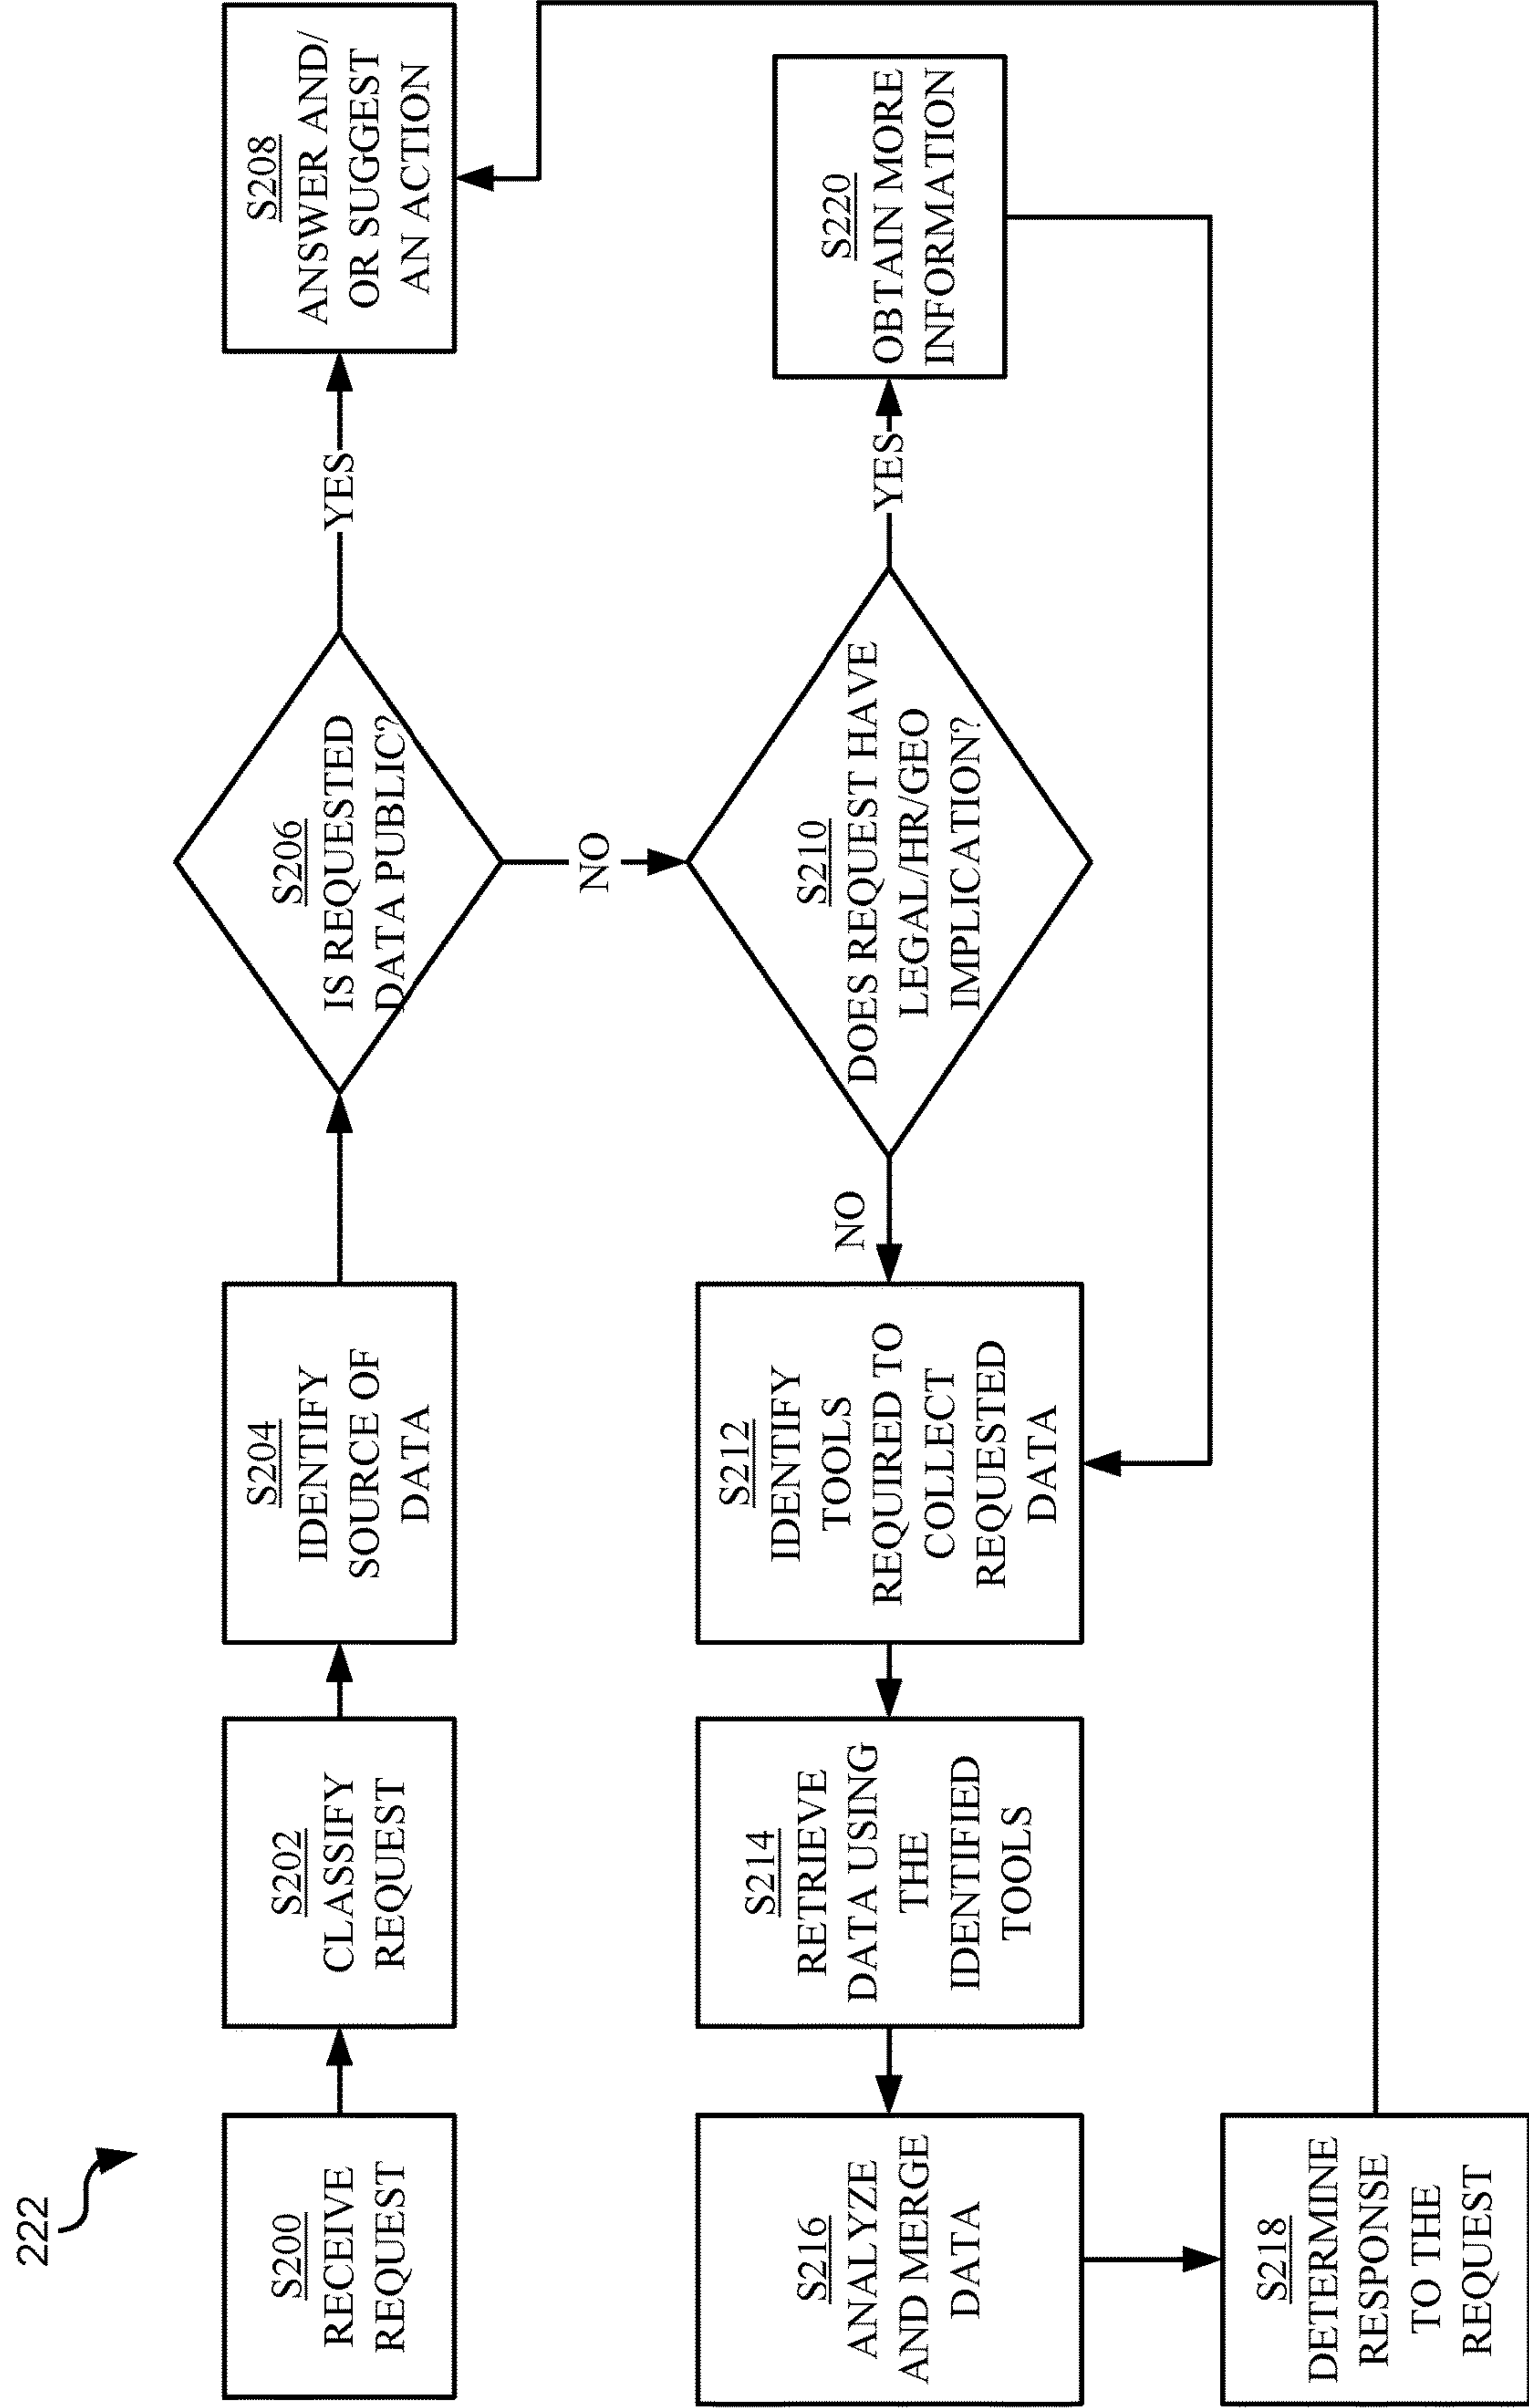 222
S200
RECEIVE
REQUEST
S202
CLASSIFY
REQUEST
S204
IDENTIFY
SOURCE OF
DATA
S206
IS REQUESTED
DATA PUBLIC?
YES
S208
ANSWER AND/
OR SUGGEST
AN ACTION
NO
S210
DOES REQUEST HAVE
LEGAL/HR/GEO
IMPLICATION?
YES
S220
OBTAIN MORE
INFORMATION
NO
S212
IDENTIFY
TOOLS
REQUIRED TO
COLLECT
REQUESTED
DATA
S214
RETRIEVE
DATA USING
THE
IDENTIFIED
TOOLS
S216
ANALYZE
AND MERGE
DATA
S218
DETERMINE
RESPONSE
TO THE
REQUEST